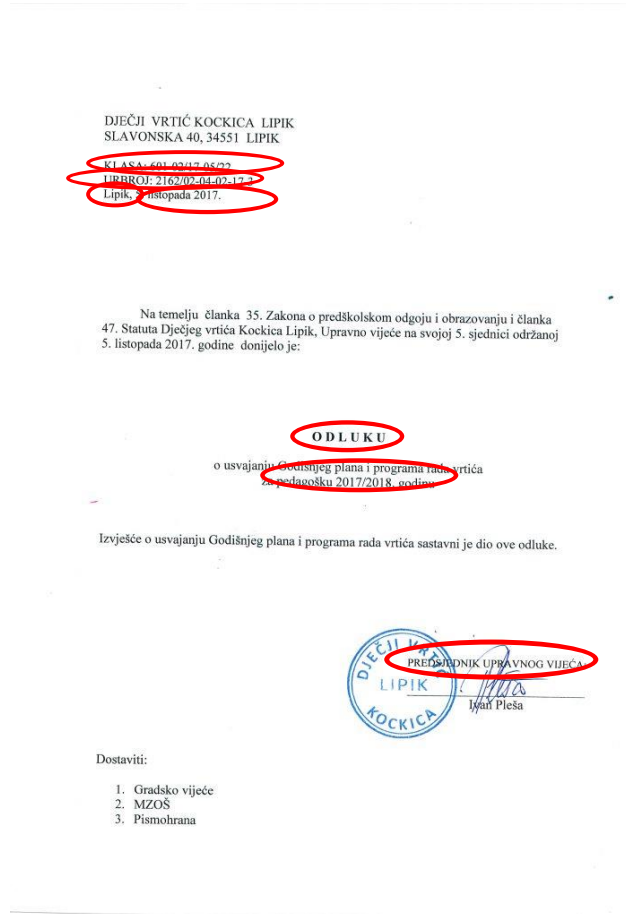 DJEČJI VRTIĆ KOCKICA LIPIK
SLAVONSKA 40, 34551 LIPIK
KLASA: 601-02/17-05/22
URBROJ: 2162/02-04-02-17-2
Lipik, 5. listopada 2017.
Na temelju članka 35. Zakona o predškolskom odgoju i obrazovanju i članka
47. Statuta Dječjeg vrtića Kockica Lipik, Upravno vijeće na svojoj 5. sjednici održanoj
5. listopada 2017. godine donijelo je:
O D L U K U
o usvajanju Godišnjeg plana i programa rada vrtića
za pedagošku 2017/2018. godinu
Izvješće o usvajanju Godišnjeg plana i programa rada vrtića sastavni je dio ove odluke.
PREDSJEDNIK UPRAVNOG VIJEĆA:
Ivan Pleša
DJEČJI VRTIĆ
LIPIK
KOCKICA
Dostaviti:
1. Gradsko vijeće
2. MZOŠ
3. Pismohrana